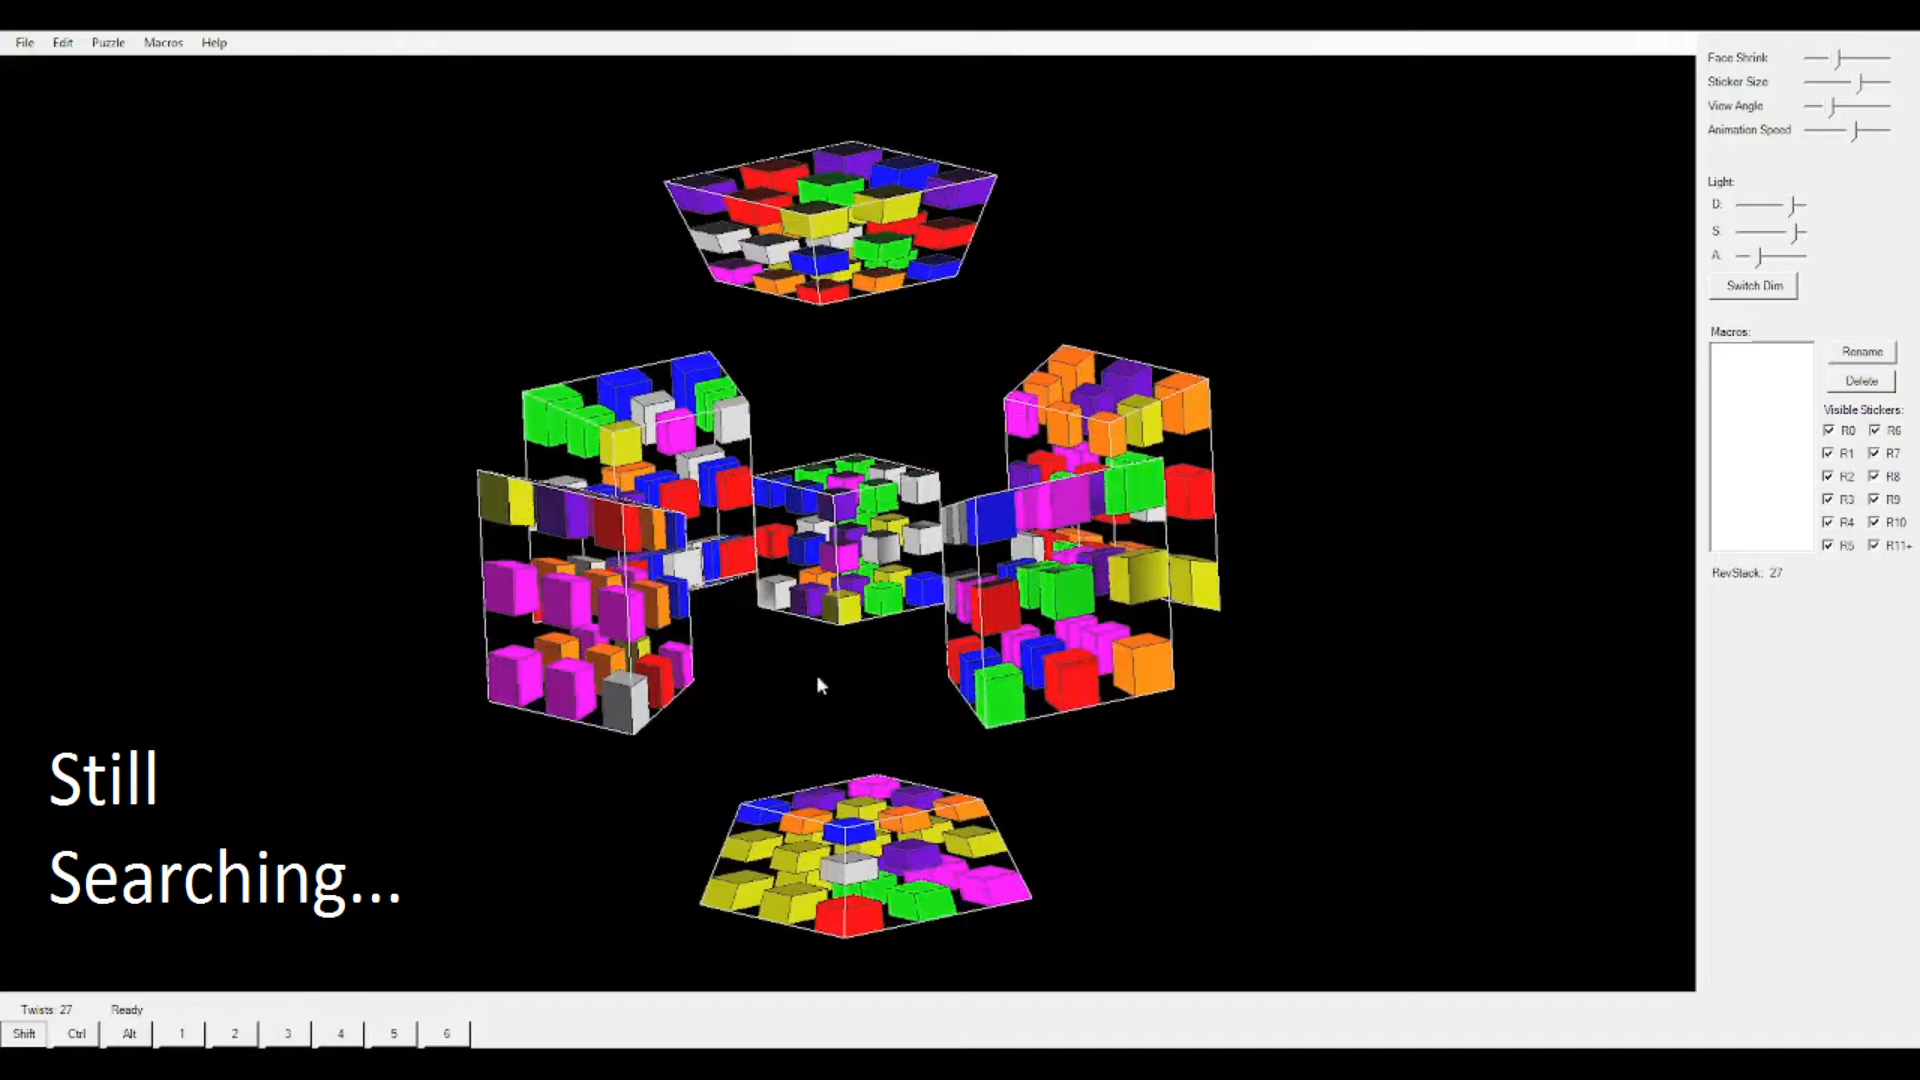 File Edit Puzzle Macros Help
Face Shrink
Sticker Size
View Angle
Animation Speed
Light:
D:
S:
A:
Switch Dim
Macros:
Rename
Delete
Visible Stickers:
R0 R6
R1 R7
R2 R8
R3 R9
R4 R10
R5 R11+
RevStack: 27
Still
Searching...
Twists: 27 Ready
Shift Ctrl Alt 1 2 3 4 5 6